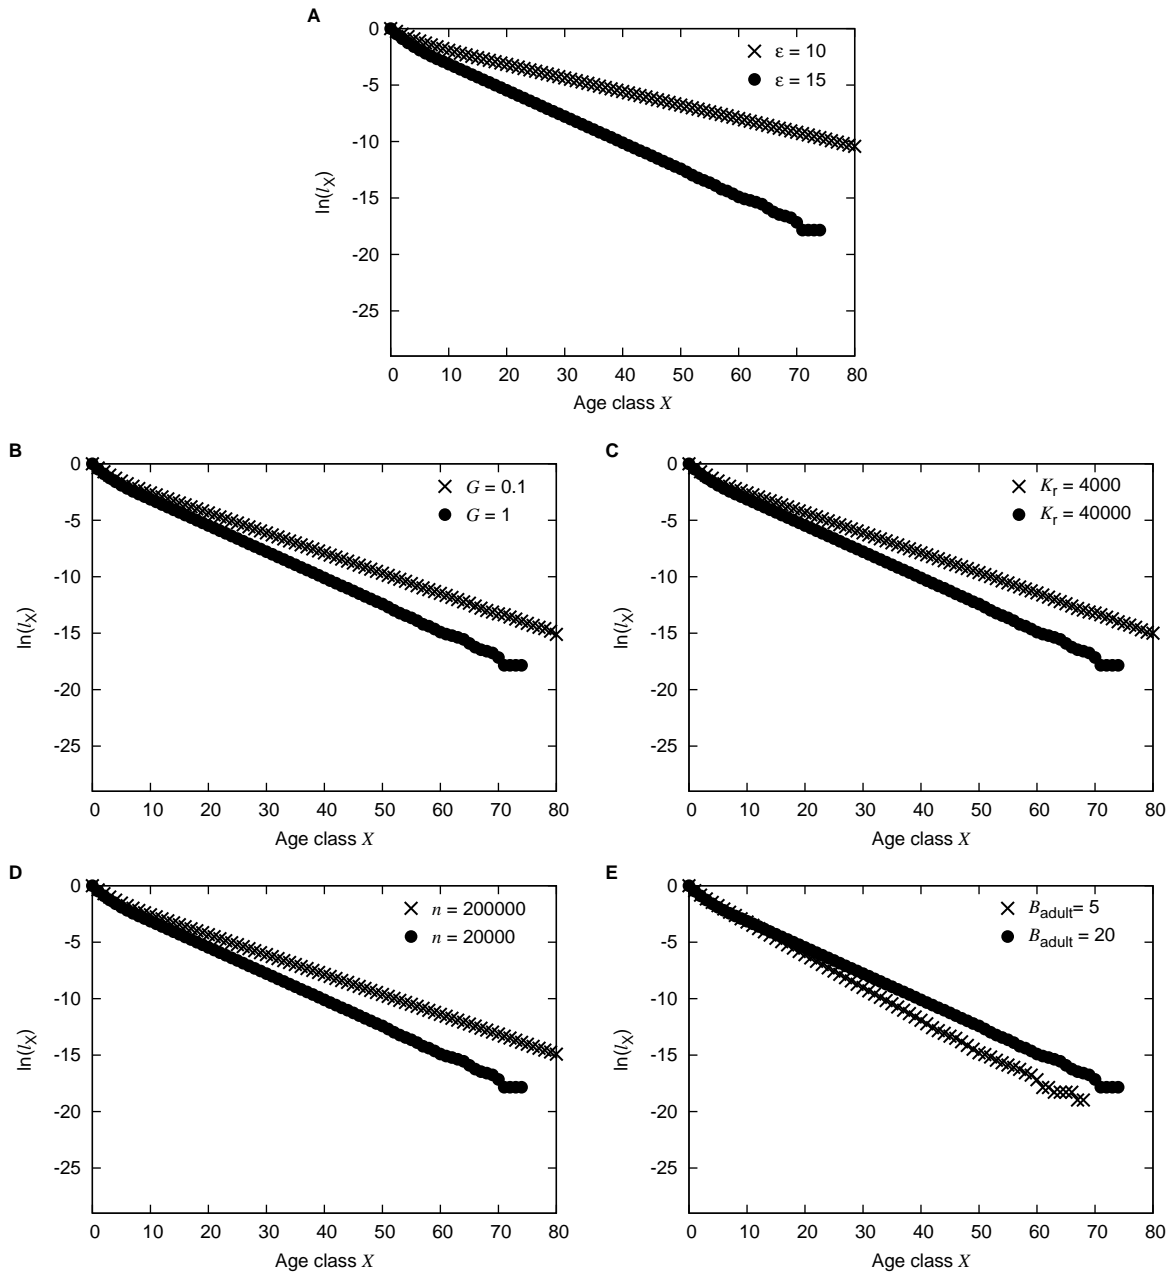 A
0
-5
-10
-15
-20
-25
ln(lX)
× ε = 10
● ε = 15
0 10 20 30 40 50 60 70 80
Age class X
B
0
-5
-10
-15
-20
-25
ln(lX)
× G = 0.1
● G = 1
0 10 20 30 40 50 60 70 80
Age class X
C
0
-5
-10
-15
-20
-25
ln(lX)
× Kr = 4000
● Kr = 40000
0 10 20 30 40 50 60 70 80
Age class X
D
0
-5
-10
-15
-20
-25
ln(lX)
× n = 200000
● n = 20000
0 10 20 30 40 50 60 70 80
Age class X
E
0
-5
-10
-15
-20
-25
ln(lX)
× Badult= 5
● Badult = 20
0 10 20 30 40 50 60 70 80
Age class X